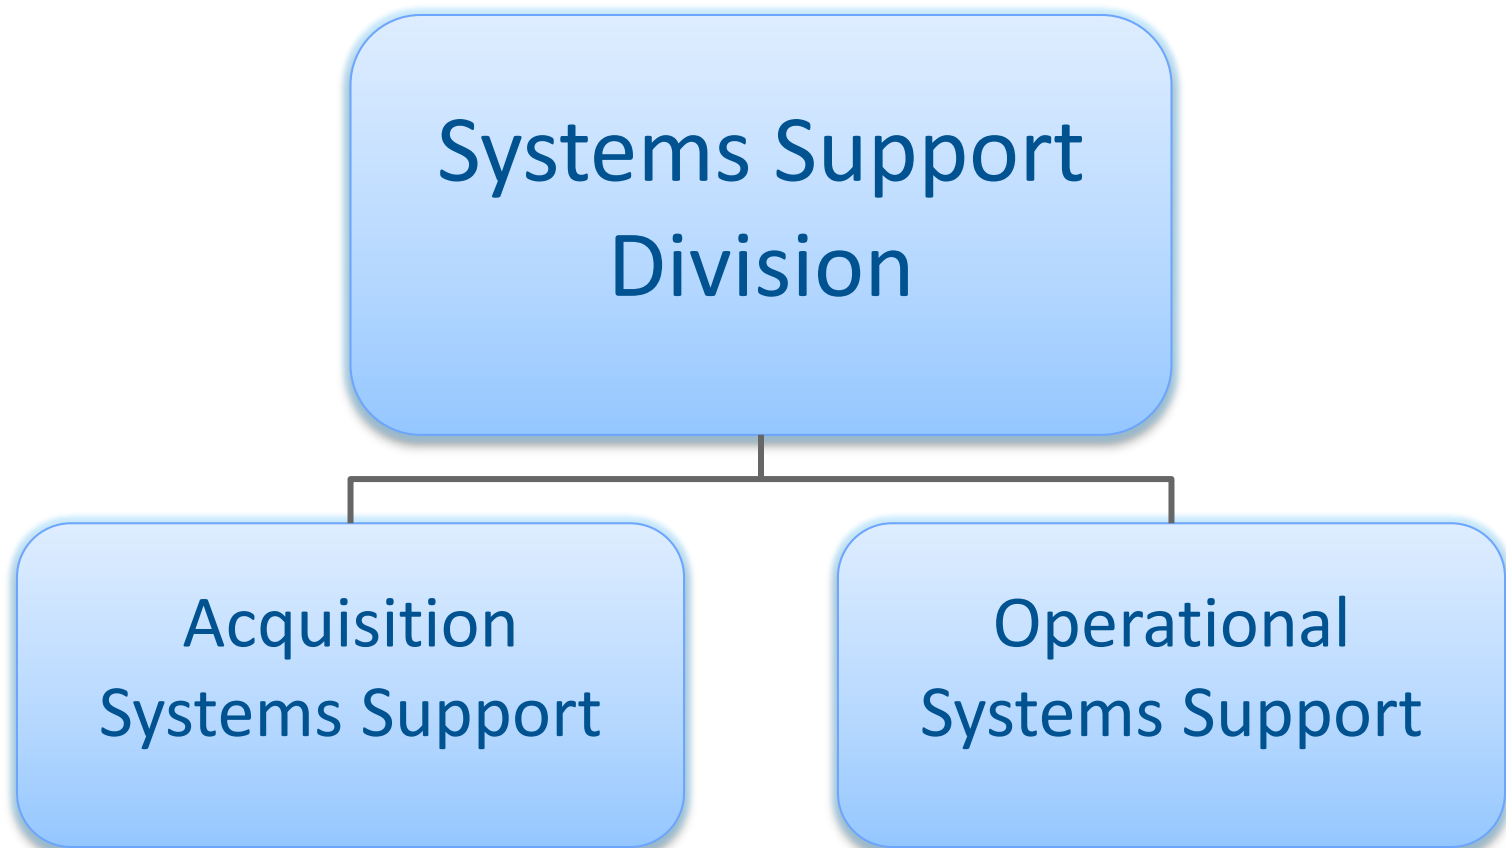 Systems Support
Division
Acquisition
Systems Support
Operational
Systems Support